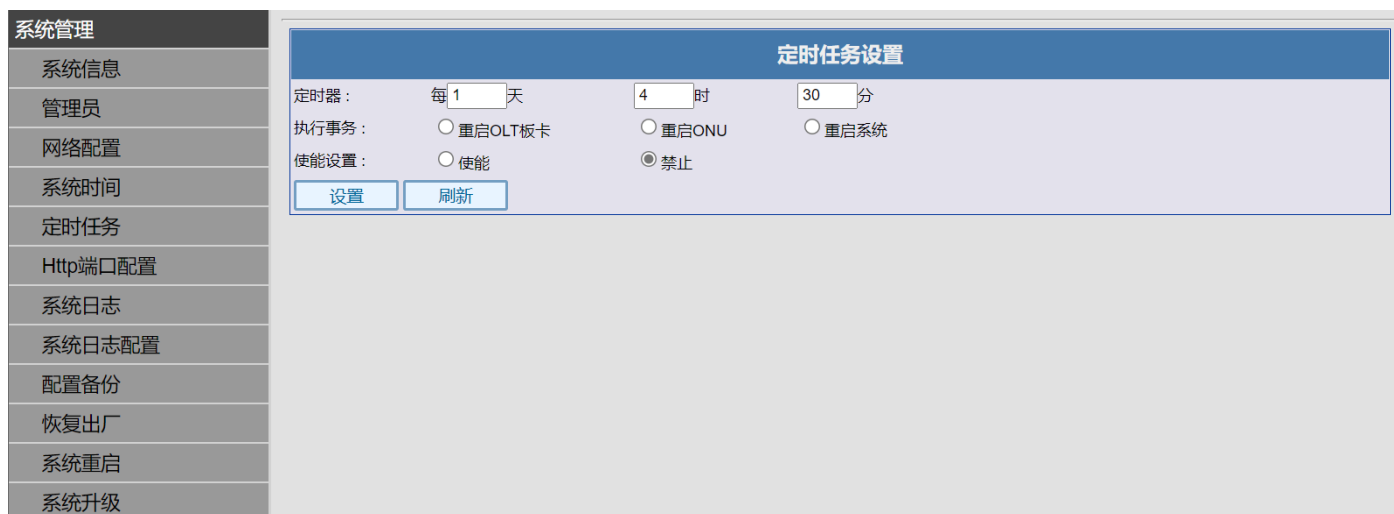 系统管理
系统信息
管理员
网络配置
系统时间
定时任务
Http端口配置
系统日志
系统日志配置
配置备份
恢复出厂
系统重启
系统升级
定时任务设置
定时器： 每 1 天 4 时 30 分
执行事务： 重启OLT板卡 重启ONU 重启系统
使能设置： 使能 禁止
设置 刷新